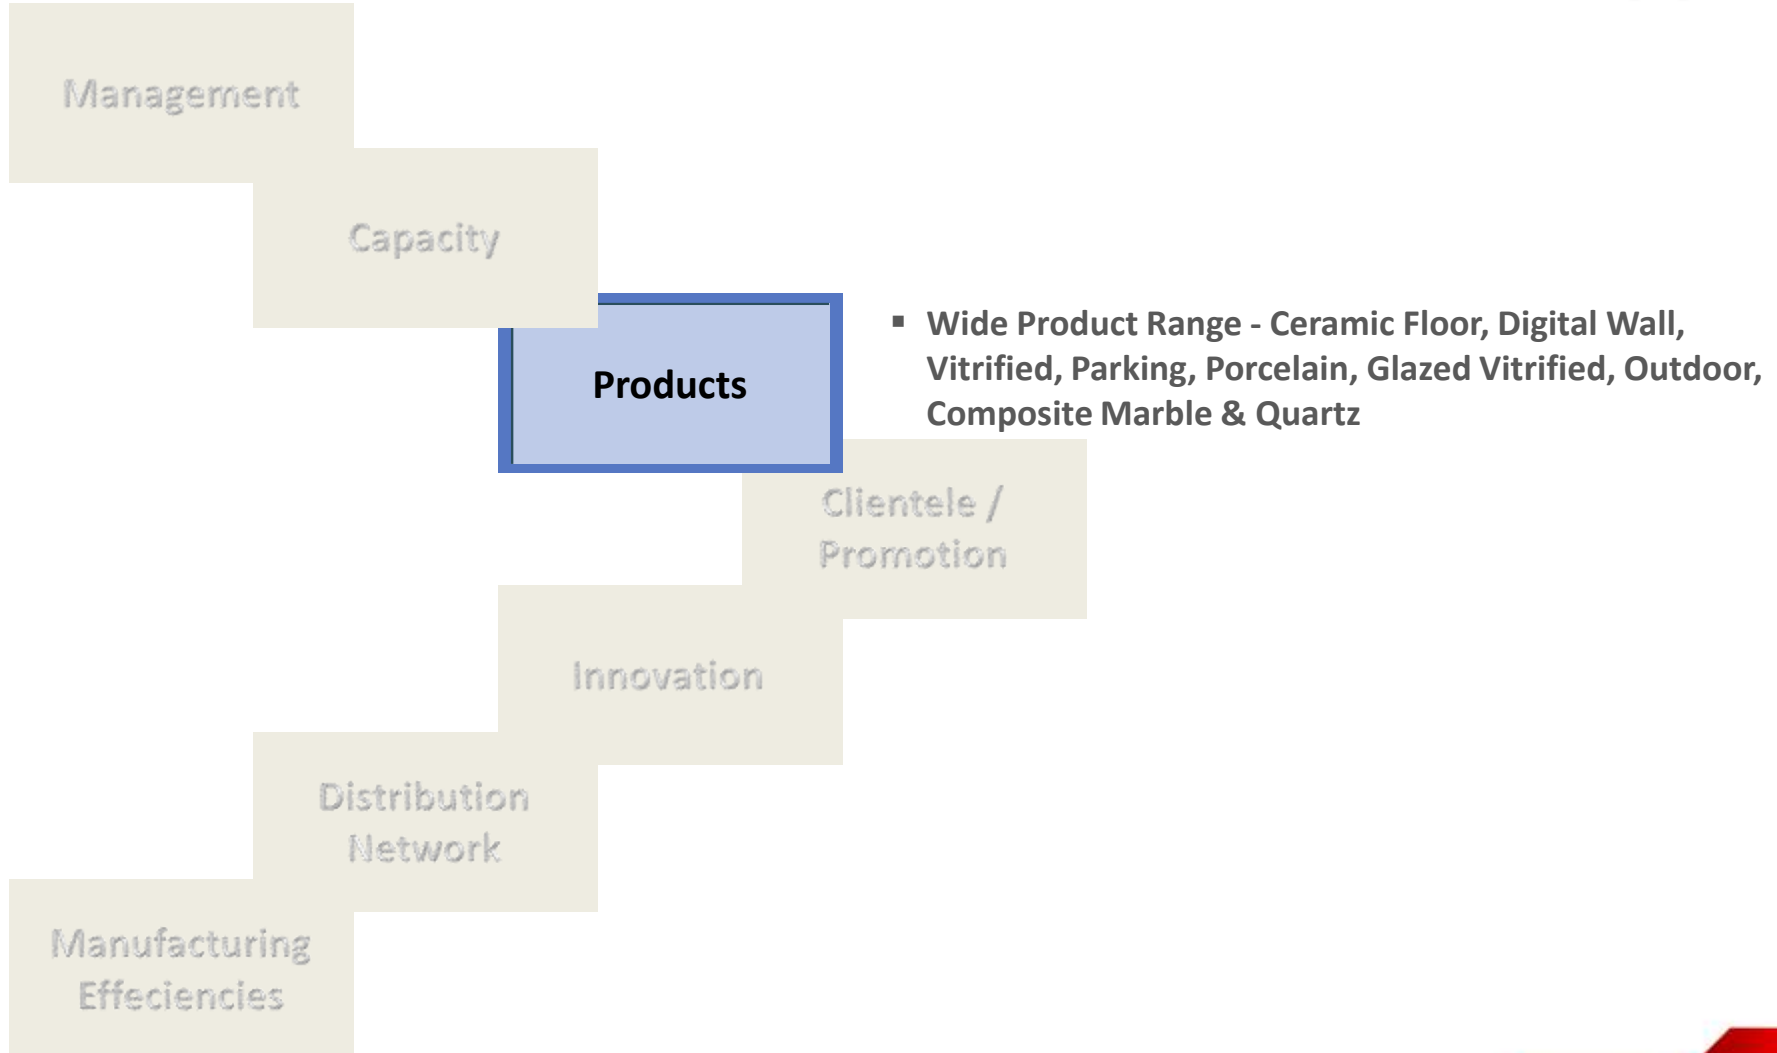 Management
Capacity
Products
▪ Wide Product Range - Ceramic Floor, Digital Wall,
Vitrified, Parking, Porcelain, Glazed Vitrified, Outdoor,
Composite Marble & Quartz
Clientele /
Promotion
Innovation
Distribution
Network
Manufacturing
Effeciencies